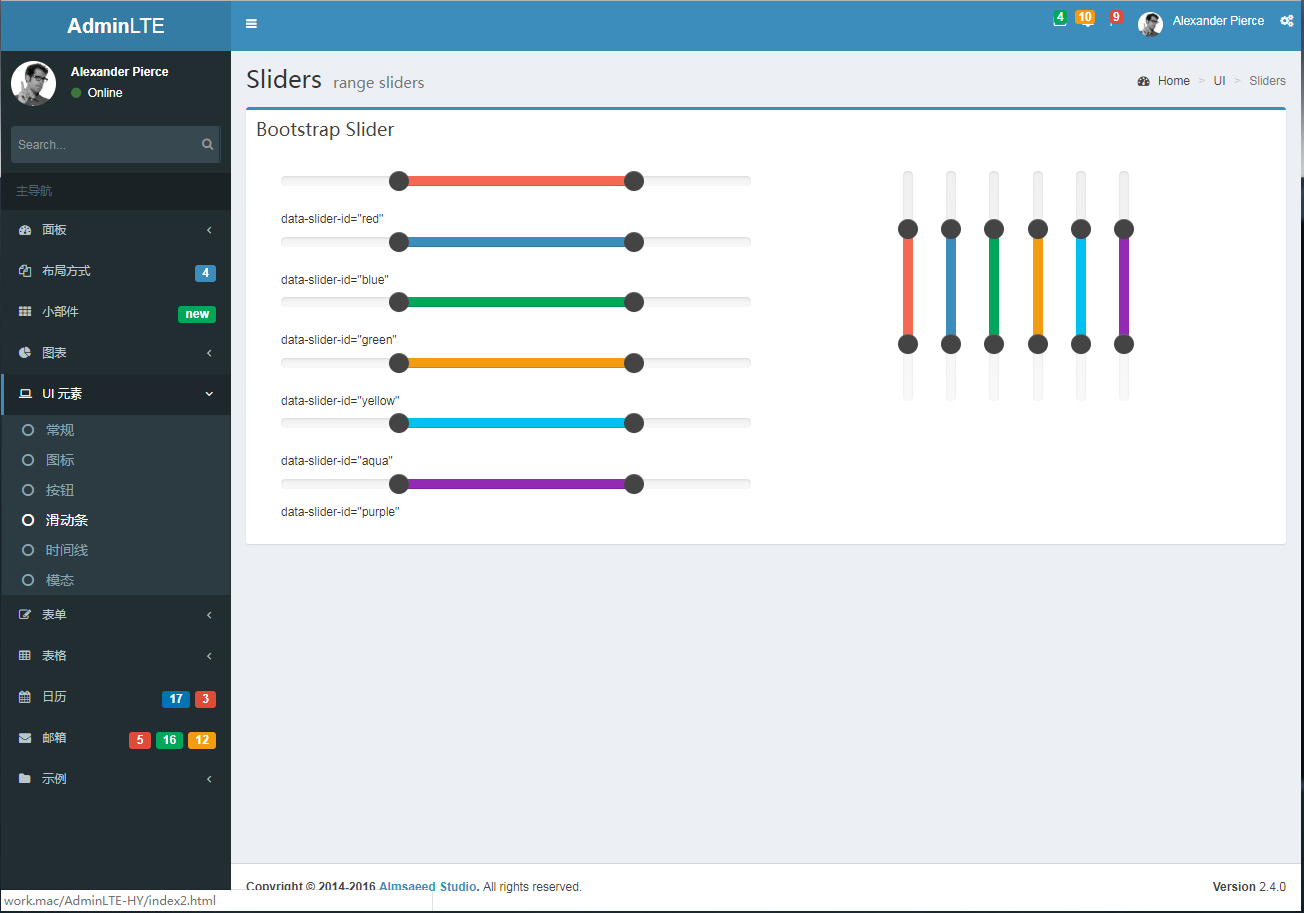 AdminLTE
4 10 9 Alexander Pierce
Alexander Pierce
Online
Search...
主导航
面板
布局方式 4
小部件 new
图表
UI 元素
常规
图标
按钮
滑动条
时间线
模态
表单
表格
日历 17 3
邮箱 5 16 12
示例
Sliders range sliders
Home > UI > Sliders
Bootstrap Slider
data-slider-id="red"
data-slider-id="blue"
data-slider-id="green"
data-slider-id="yellow"
data-slider-id="aqua"
data-slider-id="purple"
Copyright © 2014-2016 Almsaeed Studio. All rights reserved.
Version 2.4.0
work.mac/AdminLTE-HY/index2.html